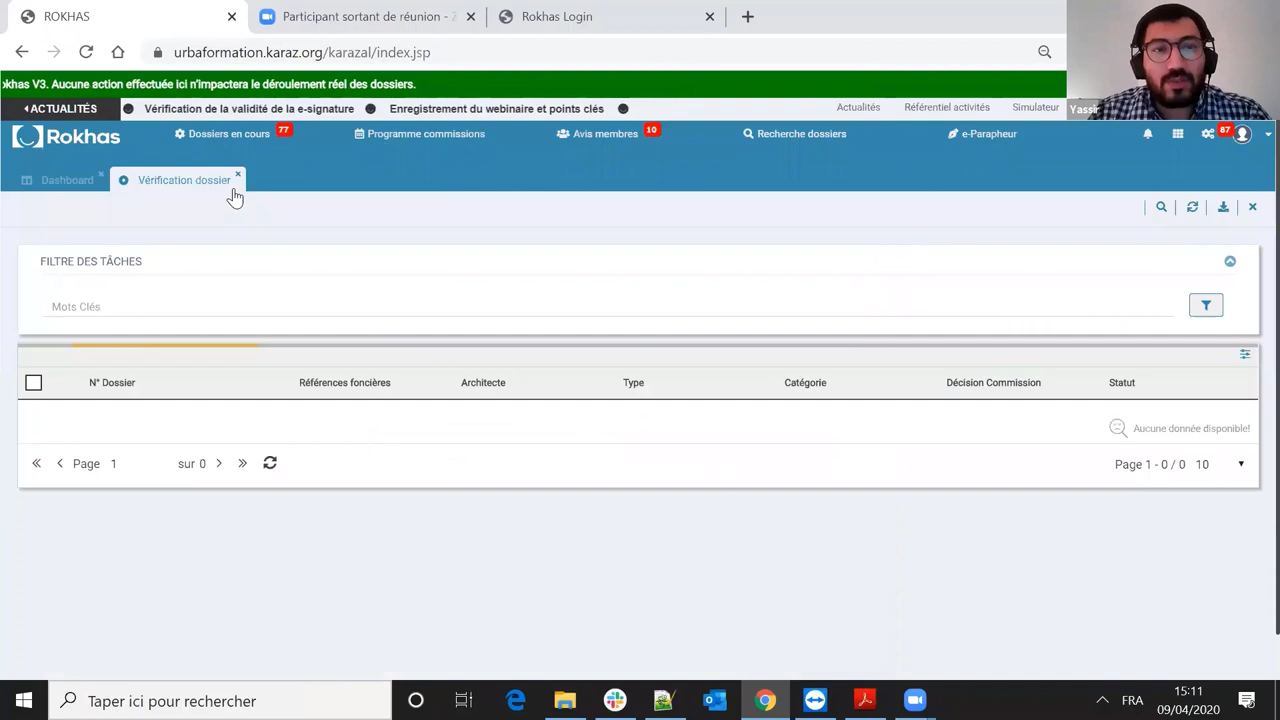 ROKHAS
Participant sortant de réunion - Z
Rokhas Login
urbaformation.karaz.org/karazal/index.jsp
okhas V3. Aucune action effectuée ici n'impactera le déroulement réel des dossiers.
ACTUALITÉS
Vérification de la validité de la e-signature
Enregistrement du webinaire et points clés
Actualités
Référentiel activités
Simulateur
Yassir
Rokhas
Dossiers en cours 77
Programme commissions
Avis membres 10
Recherche dossiers
e-Parapheur
87
Dashboard
Vérification dossier
FILTRE DES TÂCHES
Mots Clés
N° Dossier
Références foncières
Architecte
Type
Catégorie
Décision Commission
Statut
Aucune donnée disponible!
Page 1 sur 0
Page 1 - 0 / 0 10
Taper ici pour rechercher
FRA
15:11
09/04/2020